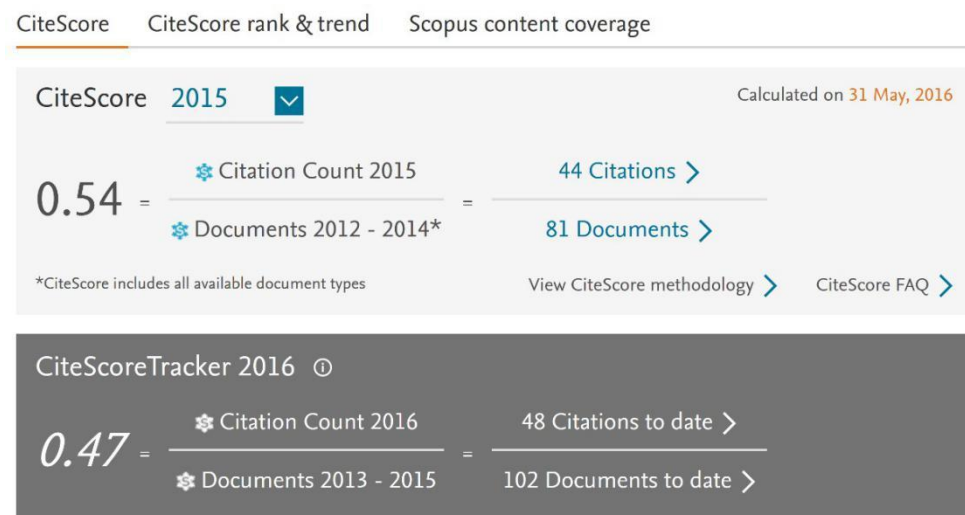 CiteScore CiteScore rank & trend Scopus content coverage
CiteScore 2015 Calculated on 31 May, 2016
Citation Count 2015 44 Citations
0.54 = =
Documents 2012 - 2014* 81 Documents
*CiteScore includes all available document types View CiteScore methodology CiteScore FAQ
CiteScoreTracker 2016
Citation Count 2016 48 Citations to date
0.47 = =
Documents 2013 - 2015 102 Documents to date